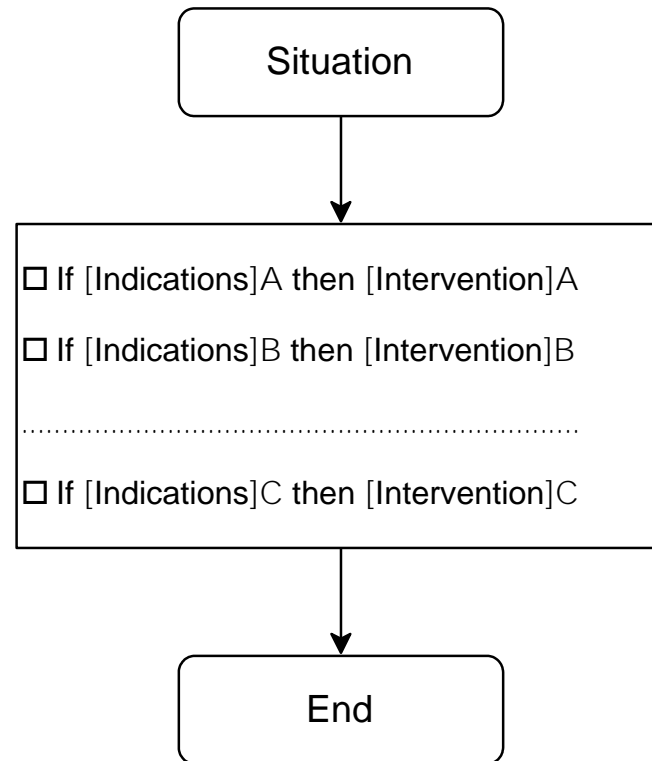 Situation
☐ If [Indications]A then [Intervention]A
☐ If [Indications]B then [Intervention]B
......................................................................
☐ If [Indications]C then [Intervention]C
End